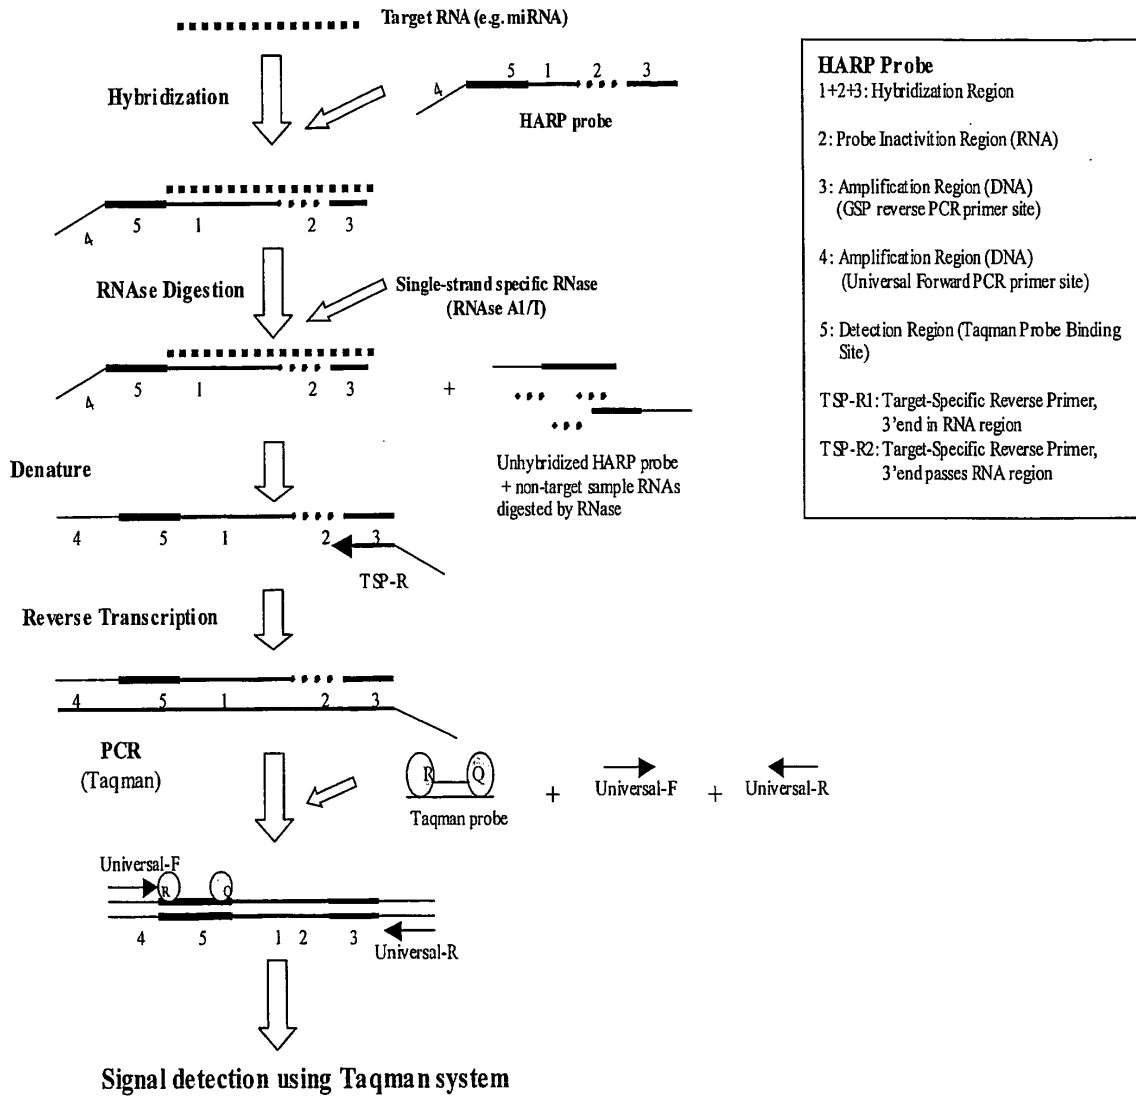 Target RNA (e.g. miRNA)
5 1 2 3
4
Hybridization
HARP probe
5 1 2 3
4
RNAse Digestion
Single-strand specific RNase
(RNAse A1/T)
5 1 2 3
4
+
Unhybridized HARP probe
+ non-target sample RNAs
digested by RNase
Denature
4 5 1 2 3
TSP-R
Reverse Transcription
4 5 1 2 3
PCR
(Taqman)
R Q
Taqman probe
+
Universal-F
+
Universal-R
Universal-F
R Q
4 5 1 2 3
Universal-R
Signal detection using Taqman system
HARP Probe
1+2+3: Hybridization Region
2: Probe Inactivition Region (RNA)
3: Amplification Region (DNA)
(GSP reverse PCR primer site)
4: Amplification Region (DNA)
(Universal Forward PCR primer site)
5: Detection Region (Taqman Probe Binding
Site)
TSP-R1: Target-Specific Reverse Primer,
3'end in RNA region
TSP-R2: Target-Specific Reverse Primer,
3'end passes RNA region